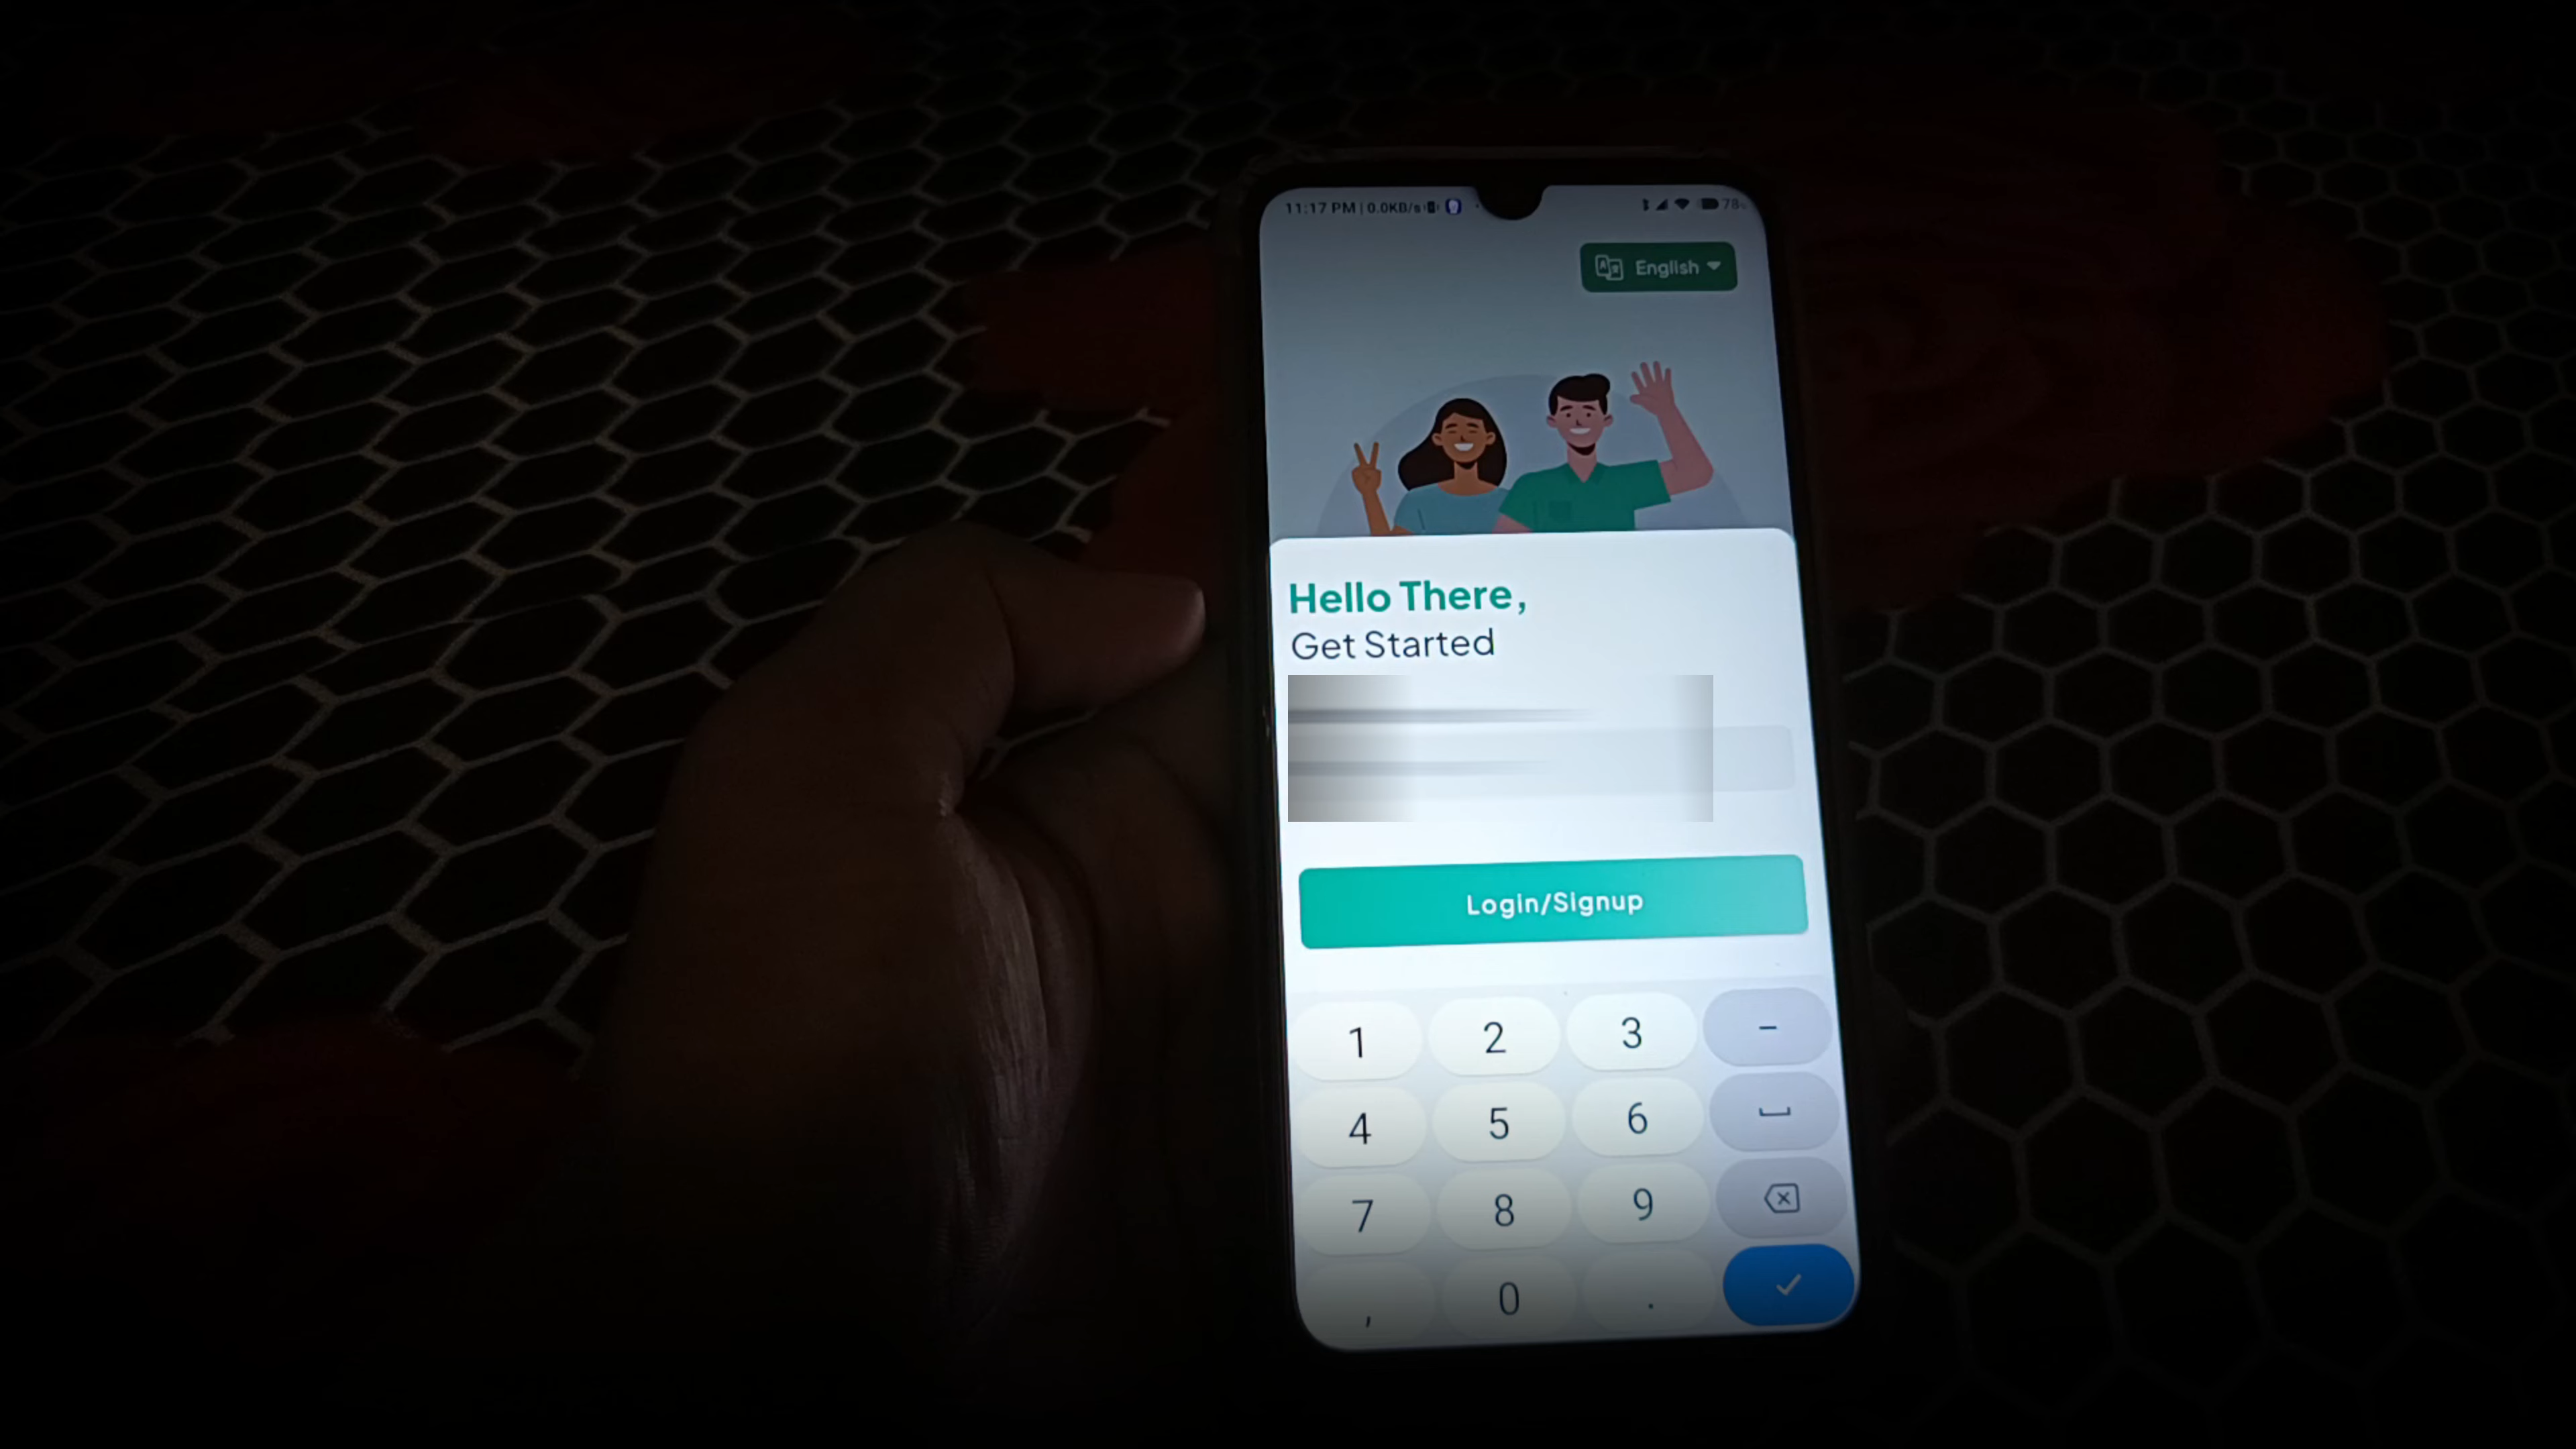 11:17 PM | 0.0KB/s
78
English
Hello There,
Get Started
Login/Signup
1 2 3 -
4 5 6
7 8 9
, 0 .